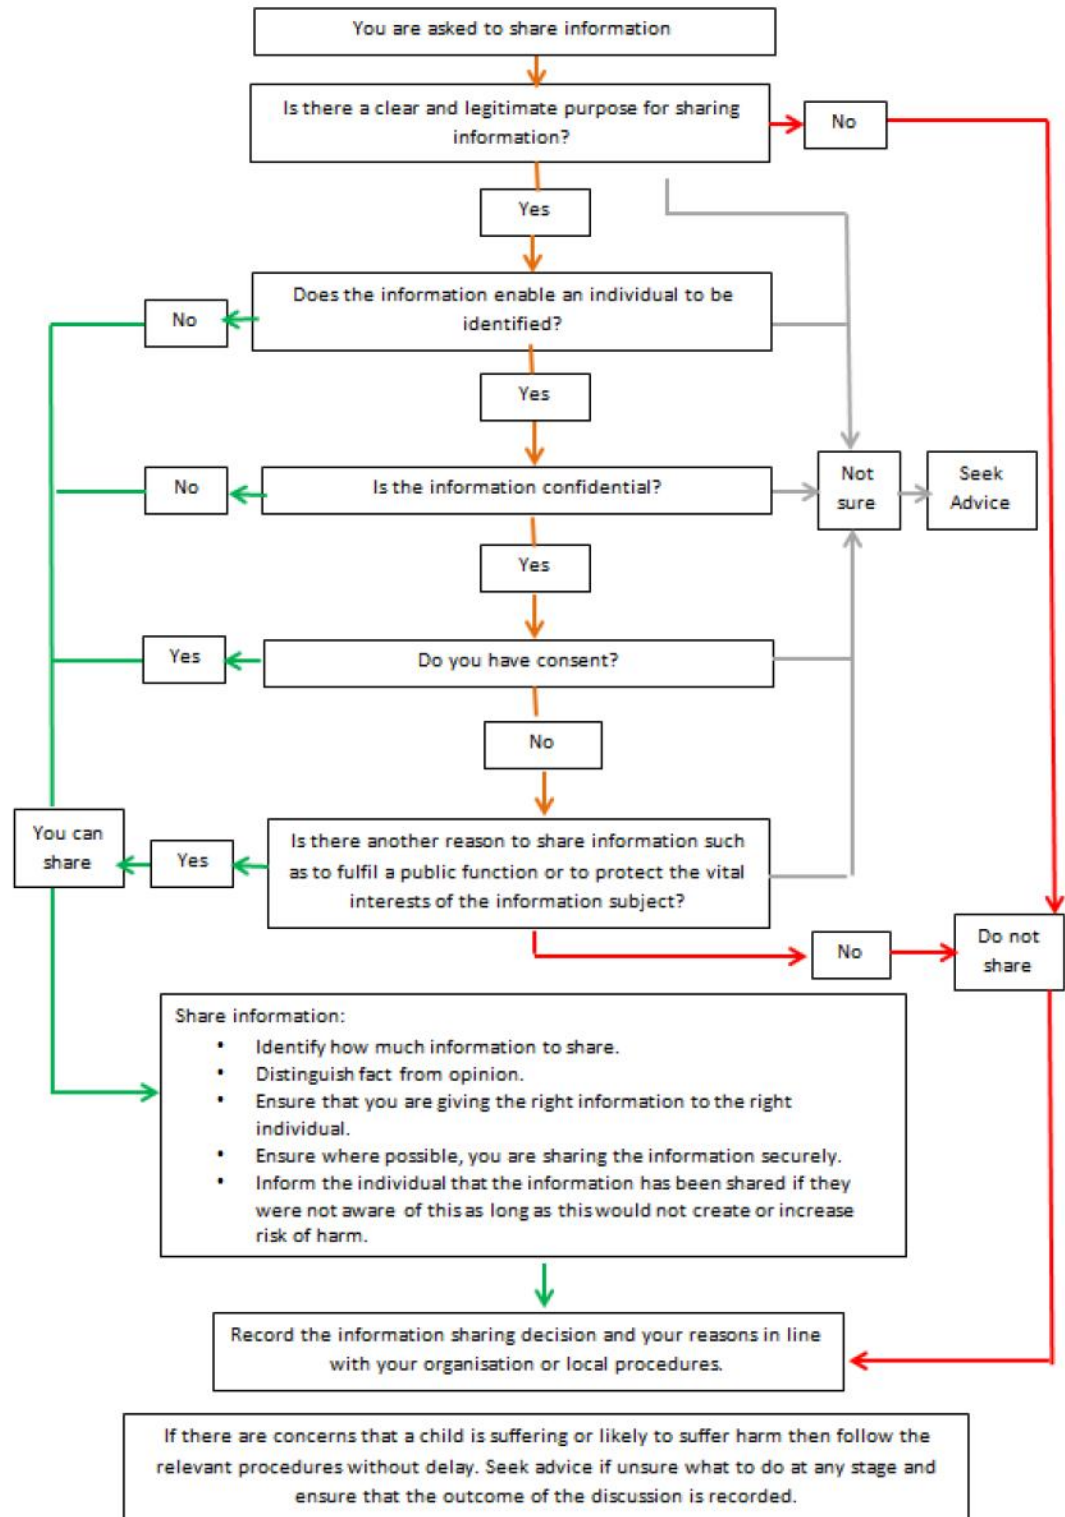 You are asked to share information
Is there a clear and legitimate purpose for sharing
information?
No
Yes
Does the information enable an individual to be
identified?
No
Yes
Is the information confidential?
No
Not
sure
Seek
Advice
Yes
Do you have consent?
Yes
No
Is there another reason to share information such
as to fulfil a public function or to protect the vital
interests of the information subject?
Yes
You can
share
No
Do not
share
Share information:
• Identify how much information to share.
• Distinguish fact from opinion.
• Ensure that you are giving the right information to the right
individual.
• Ensure where possible, you are sharing the information securely.
• Inform the individual that the information has been shared if they
were not aware of this as long as this would not create or increase
risk of harm.
Record the information sharing decision and your reasons in line
with your organisation or local procedures.
If there are concerns that a child is suffering or likely to suffer harm then follow the
relevant procedures without delay. Seek advice if unsure what to do at any stage and
ensure that the outcome of the discussion is recorded.